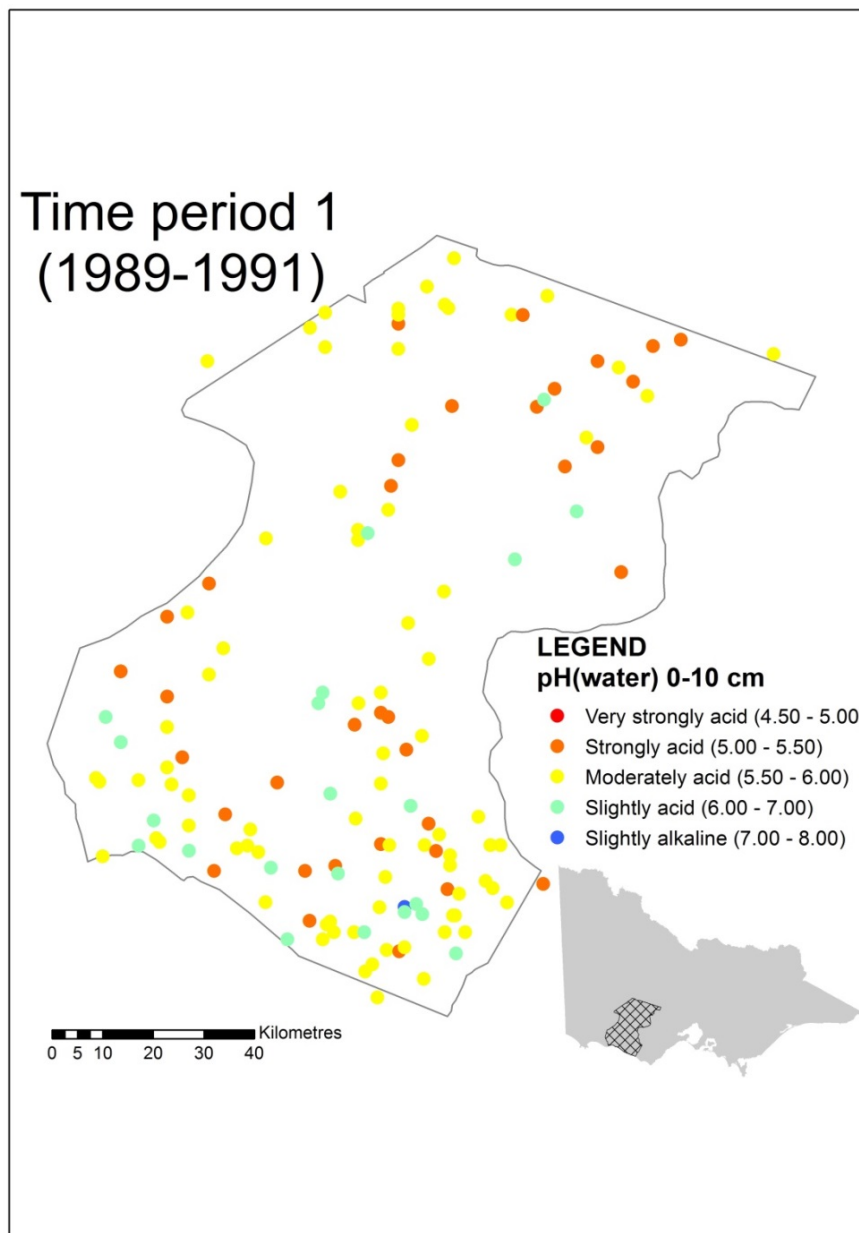 Time period 1
(1989-1991)
LEGEND
pH(water) 0-10 cm
Very strongly acid (4.50 - 5.00
Strongly acid (5.00 - 5.50)
Moderately acid (5.50 - 6.00)
Slightly acid (6.00 - 7.00)
Slightly alkaline (7.00 - 8.00)
Kilometres
0 5 10 20 30 40